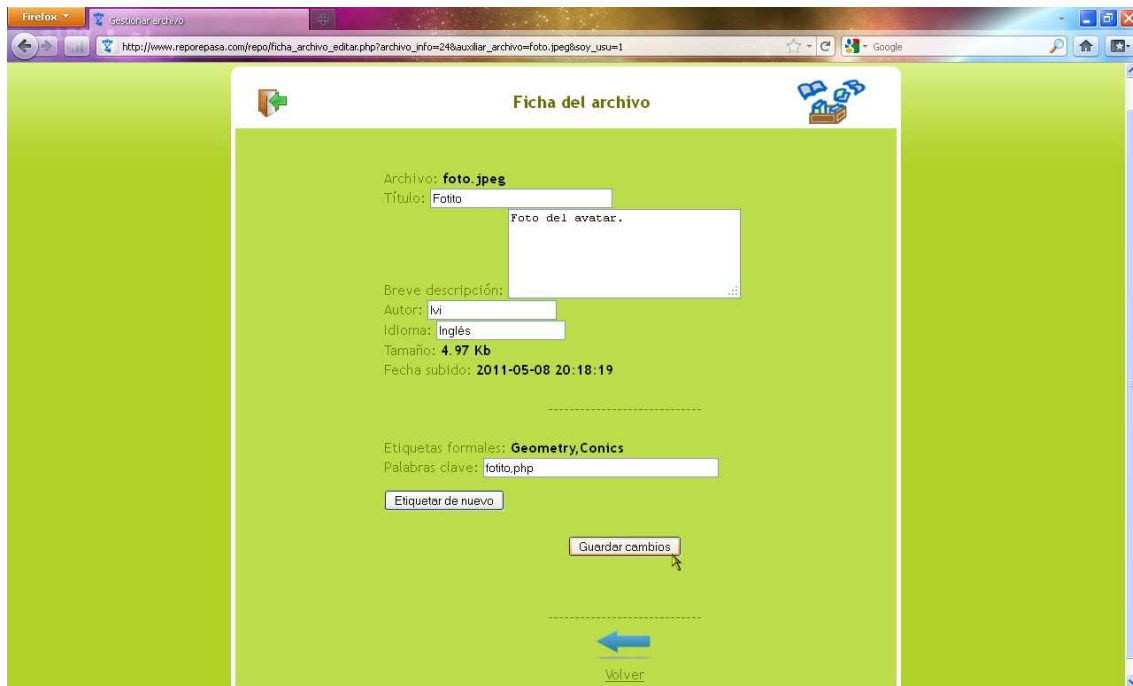 Firefox
Gestionar archivo
http://www.reporepasa.com/repo/ficha_archivo_editar.php?archivo_info=24&auxiliar_archivo=foto.jpeg&soy_usu=1
Google
Ficha del archivo
Archivo: foto.jpeg
Título: Fotito
Foto del avatar.
Breve descripción:
Autor: Ivi
Idioma: Inglés
Tamaño: 4.97 Kb
Fecha subido: 2011-05-08 20:18:19
----------------------------
Etiquetas formales: Geometry,Conics
Palabras clave: fotito,php
Etiquetar de nuevo
Guardar cambios
----------------------------
Volver